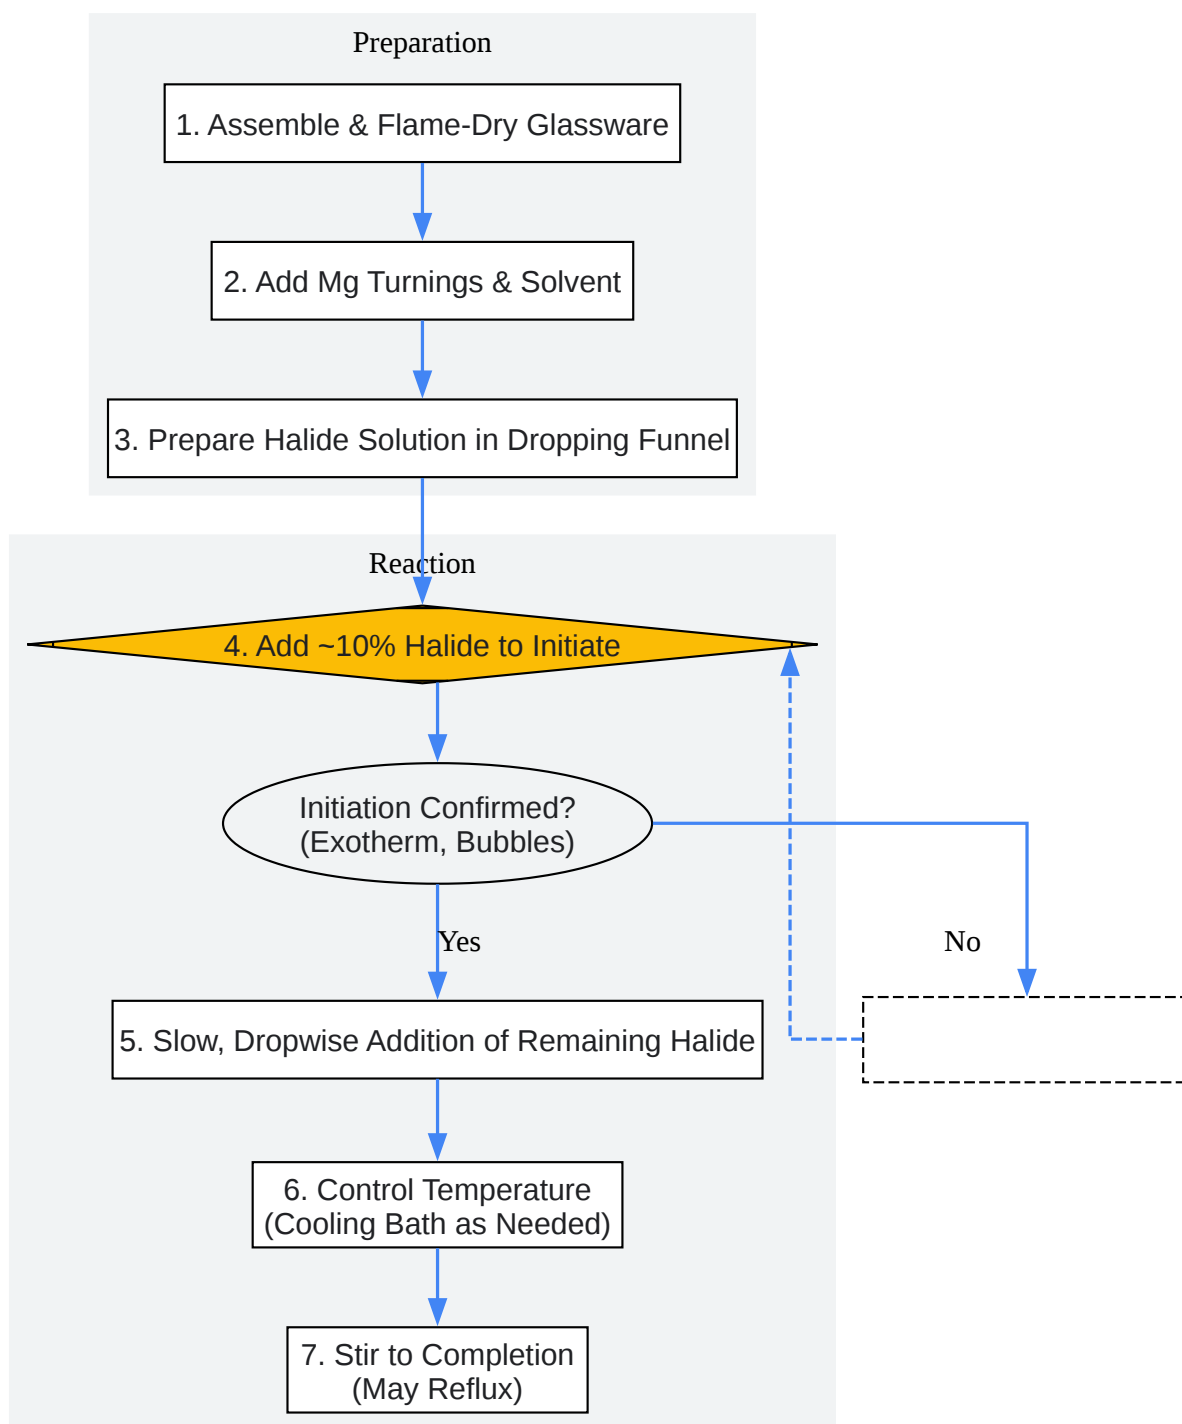 Preparation
1. Assemble & Flame-Dry Glassware
2. Add Mg Turnings & Solvent
3. Prepare Halide Solution in Dropping Funnel
Reaction
4. Add ~10% Halide to Initiate
Initiation Confirmed?
(Exotherm, Bubbles)
Yes
No
5. Slow, Dropwise Addition of Remaining Halide
6. Control Temperature
(Cooling Bath as Needed)
7. Stir to Completion
(May Reflux)